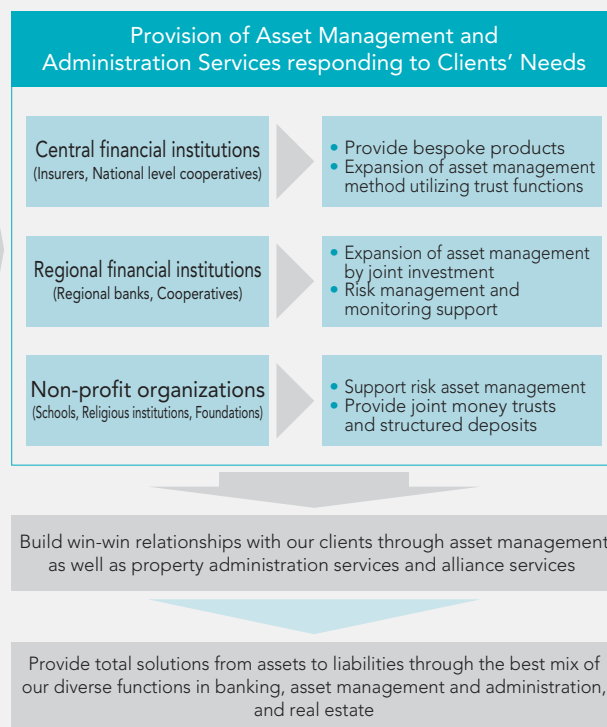 Provision of Asset Management and
Administration Services responding to Clients’ Needs
Central financial institutions
(Insurers, National level cooperatives)
• Provide bespoke products
• Expansion of asset management
method utilizing trust functions
Regional financial institutions
(Regional banks, Cooperatives)
• Expansion of asset management
by joint investment
• Risk management and
monitoring support
Non-profit organizations
(Schools, Religious institutions, Foundations)
• Support risk asset management
• Provide joint money trusts
and structured deposits
Build win-win relationships with our clients through asset management
as well as property administration services and alliance services
Provide total solutions from assets to liabilities through the best mix of
our diverse functions in banking, asset management and administration,
and real estate